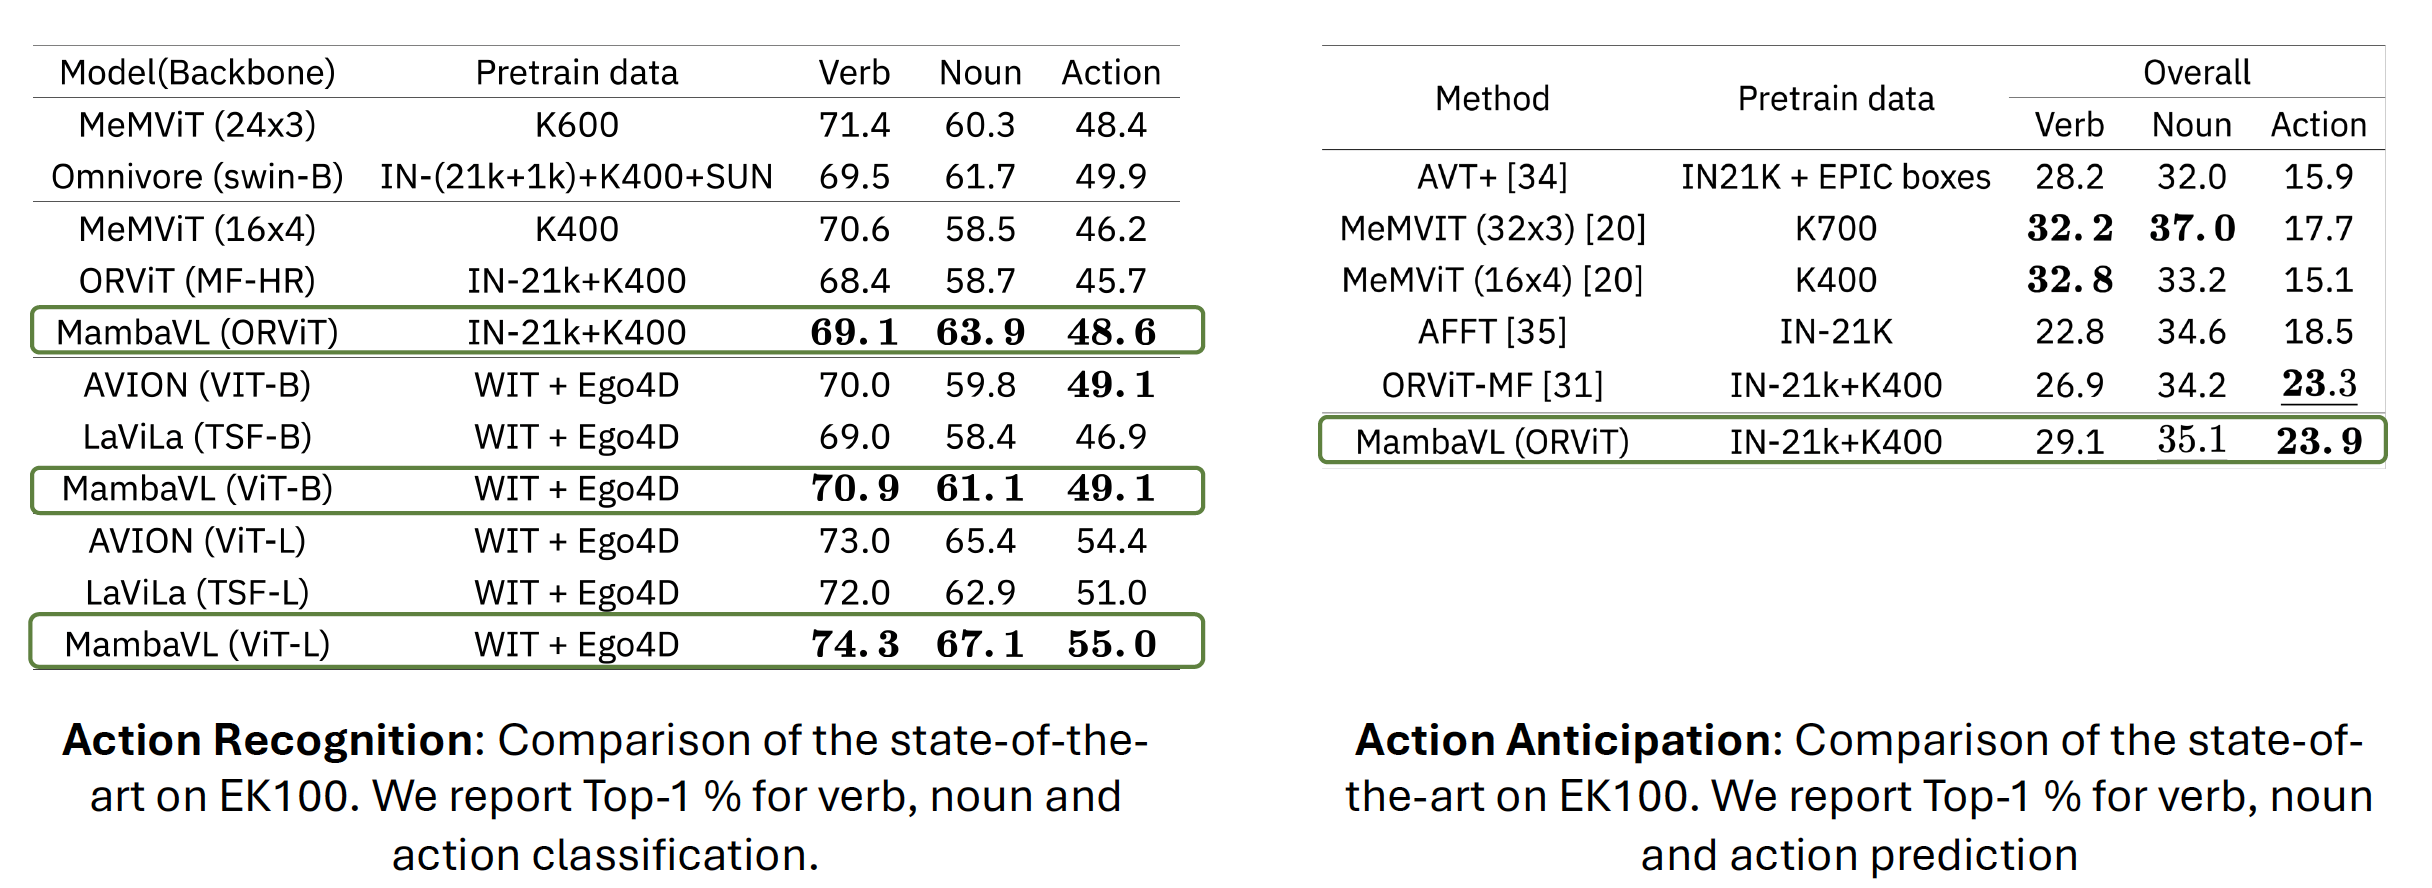 Model(Backbone) Pretrain data Verb Noun Action
MeMViT (24x3) K600 71.4 60.3 48.4
Omnivore (swin-B) IN-(21k+1k)+K400+SUN 69.5 61.7 49.9
MeMViT (16x4) K400 70.6 58.5 46.2
ORViT (MF-HR) IN-21k+K400 68.4 58.7 45.7
MambaVL (ORViT) IN-21k+K400 69.1 63.9 48.6
AVION (VIT-B) WIT + Ego4D 70.0 59.8 49.1
LaViLa (TSF-B) WIT + Ego4D 69.0 58.4 46.9
MambaVL (ViT-B) WIT + Ego4D 70.9 61.1 49.1
AVION (ViT-L) WIT + Ego4D 73.0 65.4 54.4
LaViLa (TSF-L) WIT + Ego4D 72.0 62.9 51.0
MambaVL (ViT-L) WIT + Ego4D 74.3 67.1 55.0
Action Recognition: Comparison of the state-of-the-
art on EK100. We report Top-1 % for verb, noun and
action classification.
Overall
Method Pretrain data
Verb Noun Action
AVT+ [34] IN21K + EPIC boxes 28.2 32.0 15.9
MeMVIT (32x3) [20] K700 32.2 37.0 17.7
MeMViT (16x4) [20] K400 32.8 33.2 15.1
AFFT [35] IN-21K 22.8 34.6 18.5
ORViT-MF [31] IN-21k+K400 26.9 34.2 23.3
MambaVL (ORViT) IN-21k+K400 29.1 35.1 23.9
Action Anticipation: Comparison of the state-of-
the-art on EK100. We report Top-1 % for verb, noun
and action prediction